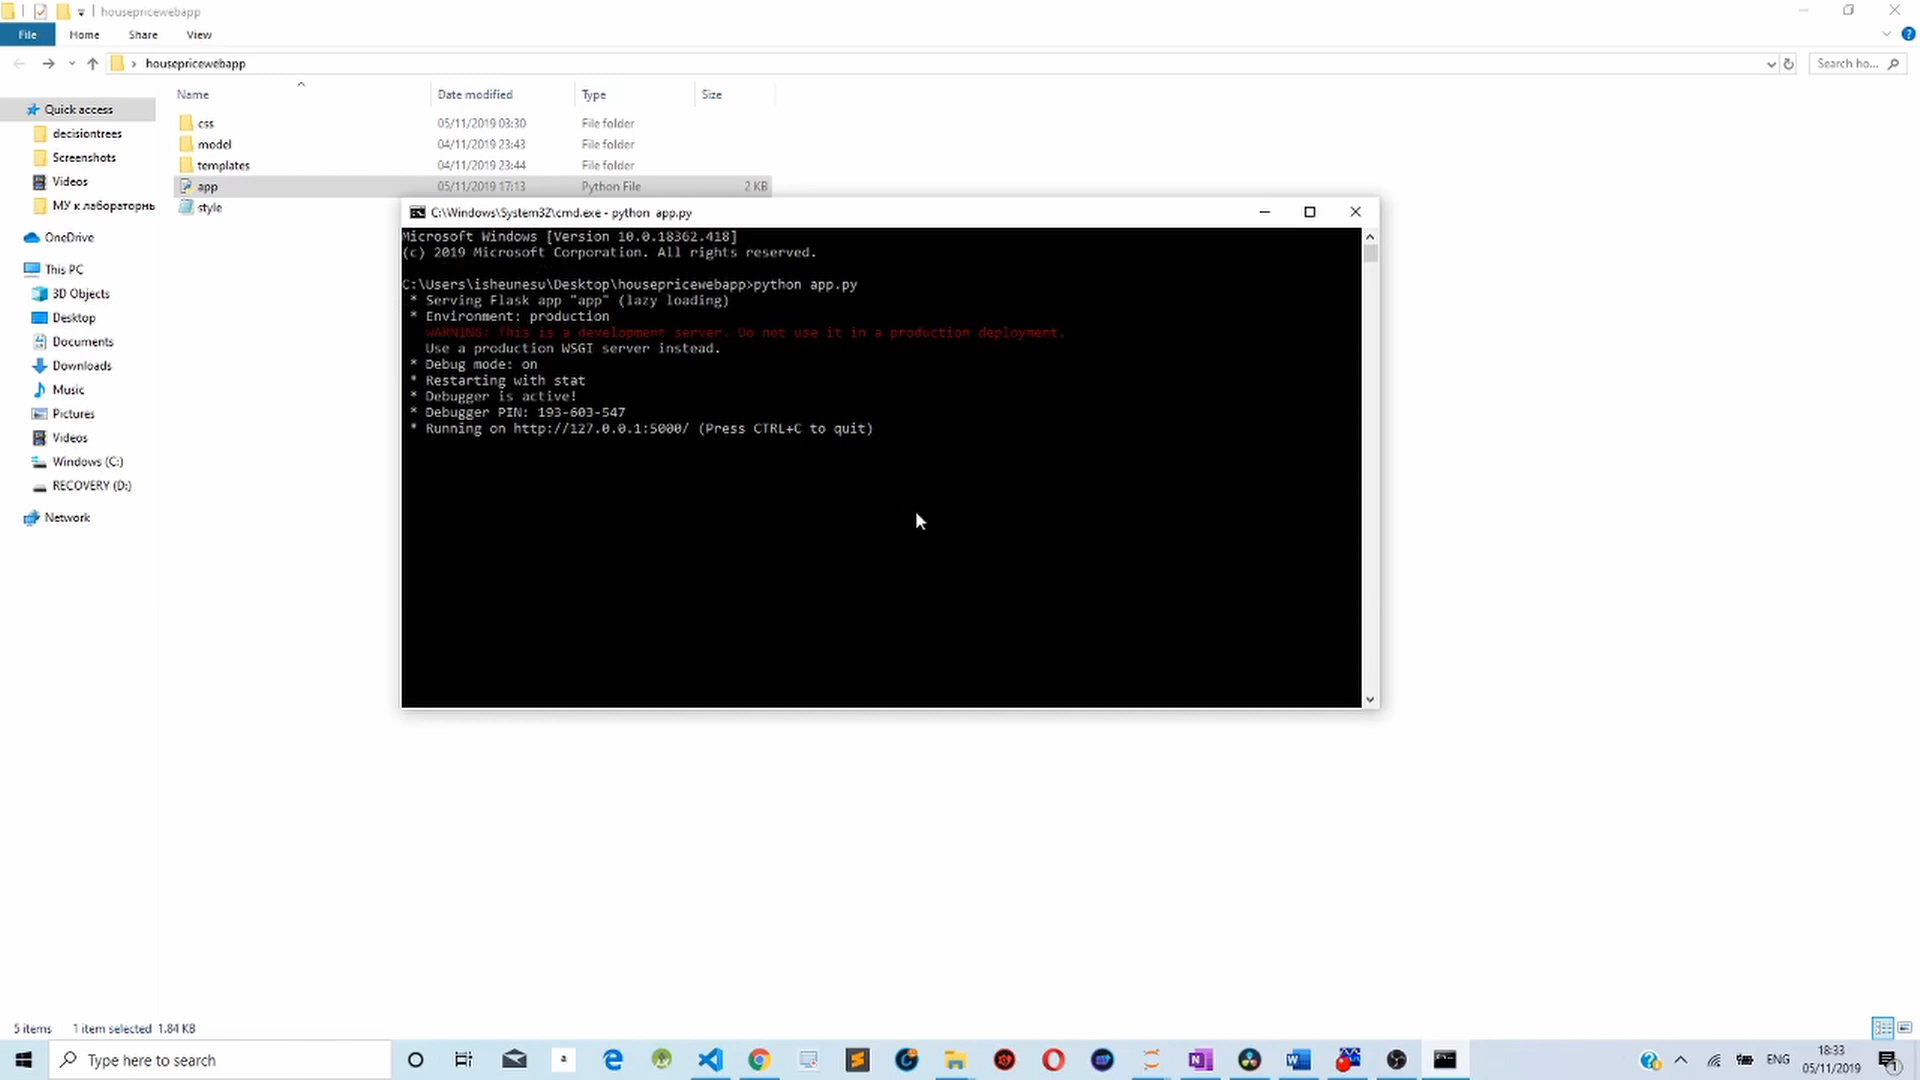 housepricewebapp
File Home Share View
housepricewebapp
Search ho...
Name Date modified Type Size
css 05/11/2019 03:30 File folder
model 04/11/2019 23:43 File folder
templates 04/11/2019 23:44 File folder
app 05/11/2019 17:13 Python File 2 KB
style
Quick access
decisiontrees
Screenshots
Videos
МУ к лабораторнь
OneDrive
This PC
3D Objects
Desktop
Documents
Downloads
Music
Pictures
Videos
Windows (C:)
RECOVERY (D:)
Network
C:\Windows\System32\cmd.exe - python app.py
Microsoft Windows [Version 10.0.18362.418]
(c) 2019 Microsoft Corporation. All rights reserved.
C:\Users\isheunesu\Desktop\housepricewebapp>python app.py
* Serving Flask app "app" (lazy loading)
* Environment: production
WARNING: This is a development server. Do not use it in a production deployment.
Use a production WSGI server instead.
* Debug mode: on
* Restarting with stat
* Debugger is active!
* Debugger PIN: 193-603-547
* Running on http://127.0.0.1:5000/ (Press CTRL+C to quit)
5 items 1 item selected 1.84 KB
Type here to search
a
ENG
18:33
05/11/2019